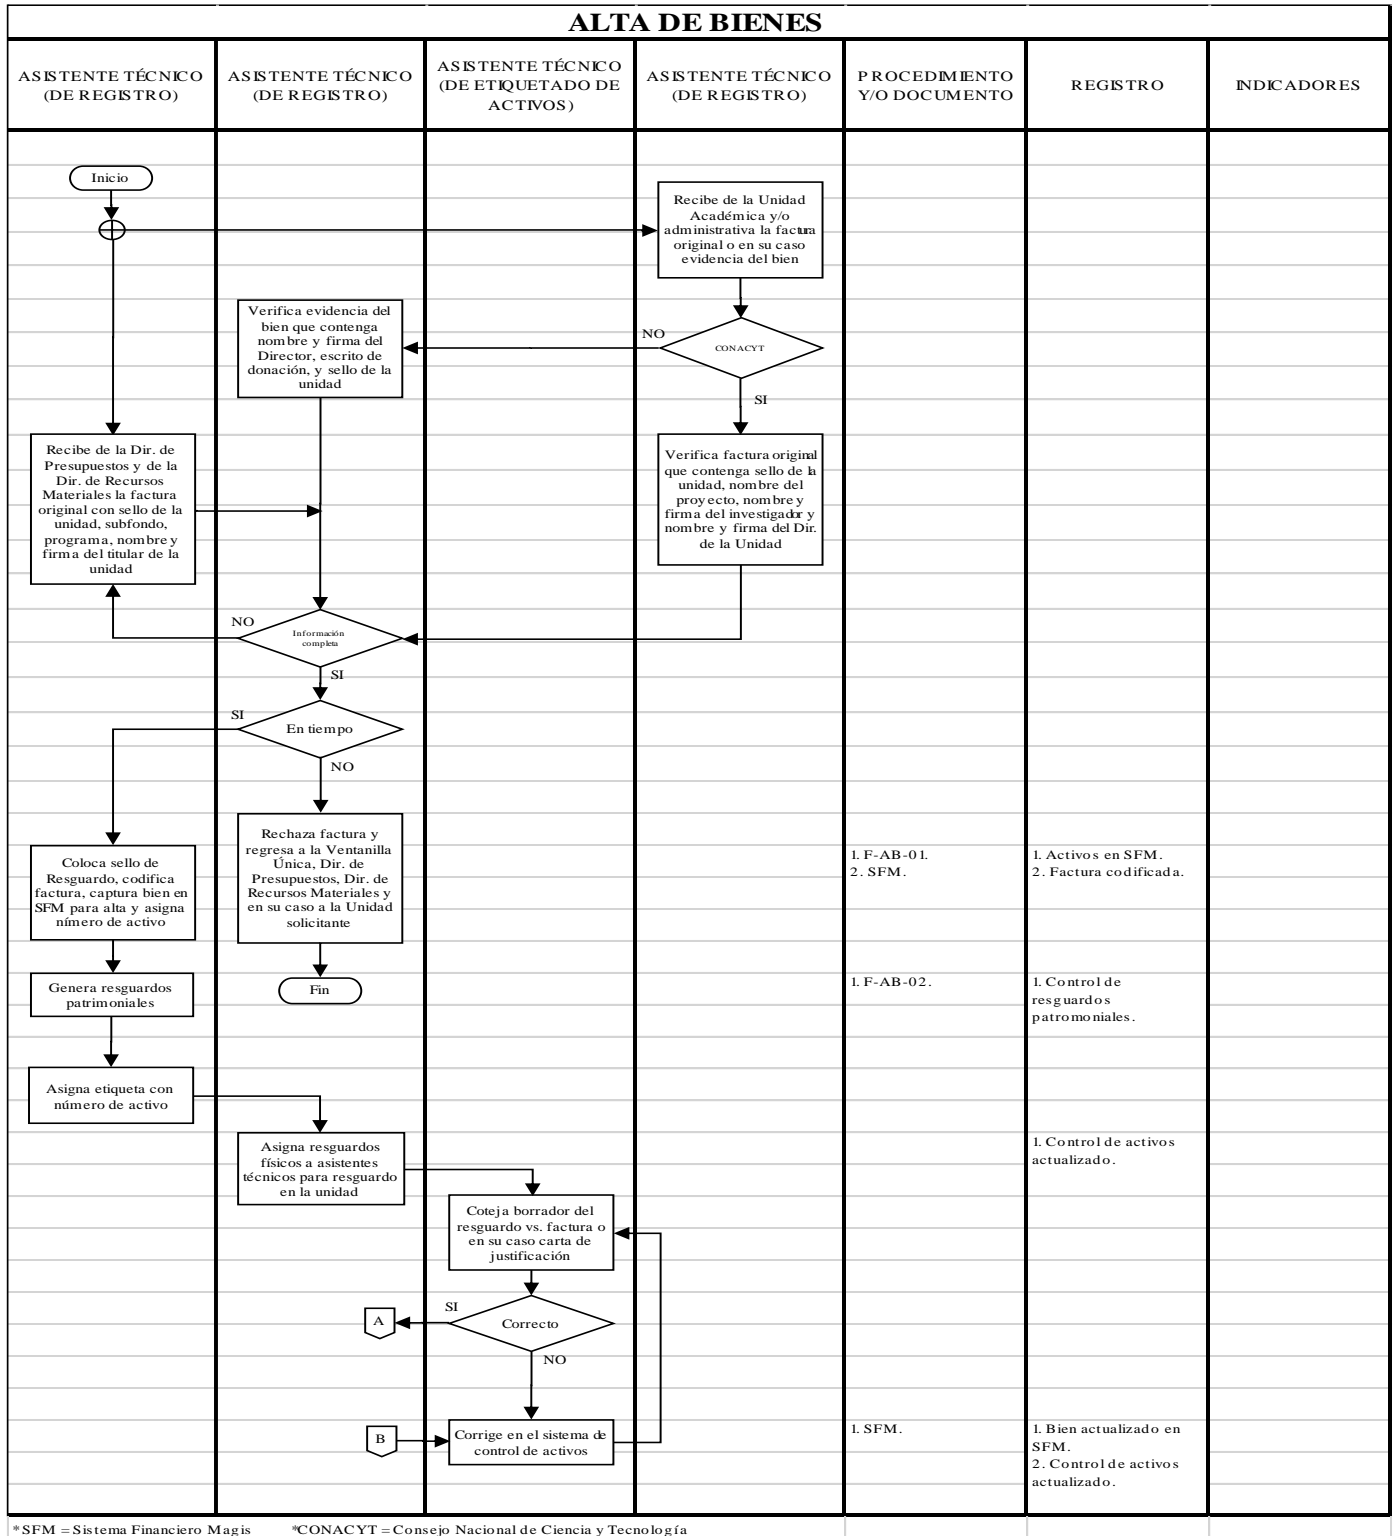 ALTA DE BIENES
ASISTENTE TÉCNICO
(DE REGISTRO)
ASISTENTE TÉCNICO
(DE REGISTRO)
ASISTENTE TÉCNICO
(DE ETIQUETADO DE
ACTIVOS)
ASISTENTE TÉCNICO
(DE REGISTRO)
PROCEDIMIENTO
Y/O DOCUMENTO
REGISTRO
INDICADORES
Inicio
Recibe de la Unidad
Académica y/o
administrativa la factura
original o en su caso
evidencia del bien
Verifica evidencia del
bien que contenga
nombre y firma del
Director, escrito de
donación, y sello de la
unidad
NO
CONACYT
SI
Recibe de la Dir. de
Presupuestos y de la
Dir. de Recursos
Materiales la factura
original con sello de la
unidad, subfondo,
programa, nombre y
firma del titular de la
unidad
Verifica factura original
que contenga sello de la
unidad, nombre del
proyecto, nombre y
firma del investigador y
nombre y firma del Dir.
de la Unidad
NO
Información
completa
SI
SI
En tiempo
NO
Coloca sello de
Resguardo, codifica
factura, captura bien en
SFM para alta y asigna
nímero de activo
Rechaza factura y
regresa a la Ventanilla
Única, Dir. de
Presupuestos, Dir. de
Recursos Materiales y
en su caso a la Unidad
solicitante
1. F-AB-01.
2. SFM.
1. Activos en SFM.
2. Factura codificada.
Genera resguardos
patrimoniales
Fin
1. F-AB-02.
1. Control de
resguardos
patromoniales.
Asigna etiqueta con
número de activo
Asigna resguardos
físicos a asistentes
técnicos para resguardo
en la unidad
1. Control de activos
actualizado.
Coteja borrador del
resguardo vs. factura o
en su caso carta de
justificación
A
SI
Correcto
NO
B
Corrige en el sistema de
control de activos
1. SFM.
1. Bien actualizado en
SFM.
2. Control de activos
actualizado.
*SFM = Sistema Financiero Magis *CONACYT = Consejo Nacional de Ciencia y Tecnología